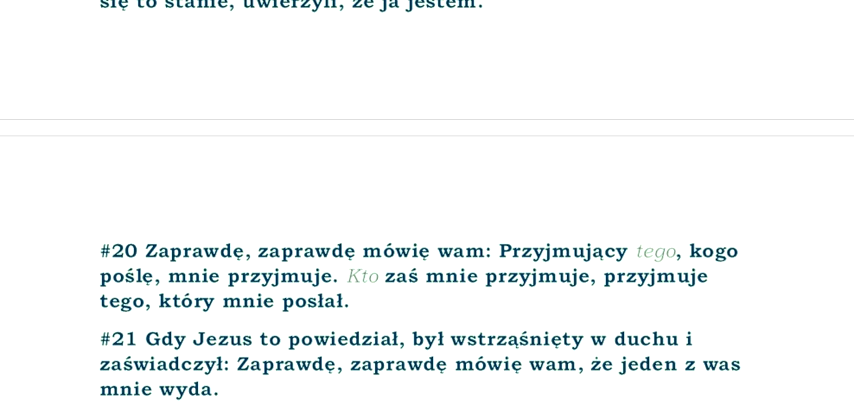 się to stanie, uwierzyli, że ja jestem.
#20 Zaprawdę, zaprawdę mówię wam: Przyjmujący tego, kogo
poślę, mnie przyjmuje. Kto zaś mnie przyjmuje, przyjmuje
tego, który mnie posłał.
#21 Gdy Jezus to powiedział, był wstrząśnięty w duchu i
zaświadczył: Zaprawdę, zaprawdę mówię wam, że jeden z was
mnie wyda.